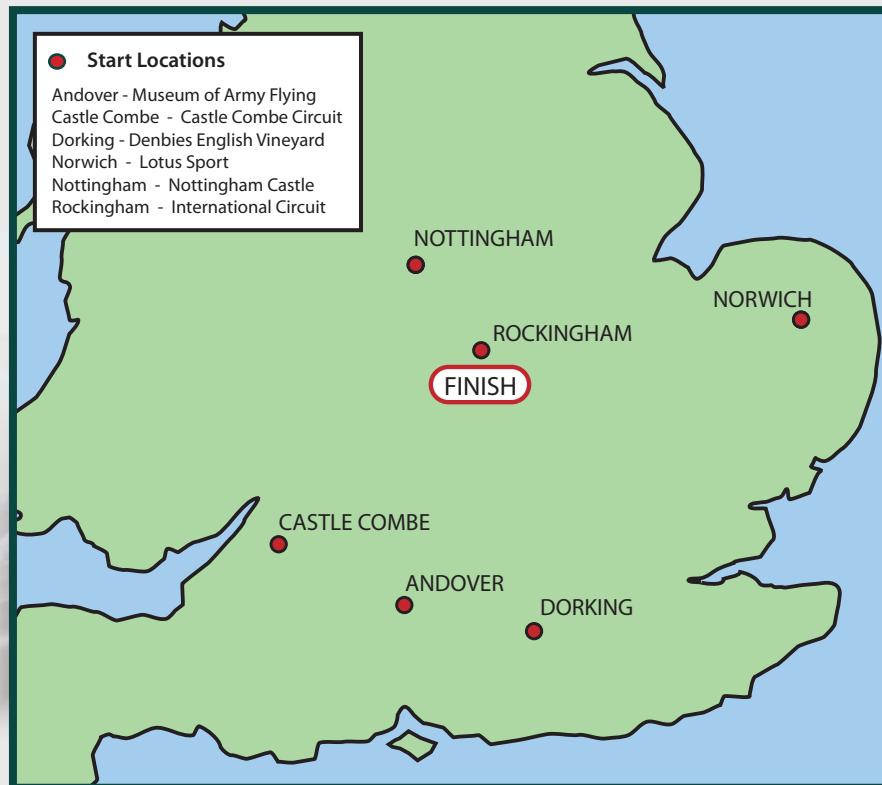 Start Locations
Andover - Museum of Army Flying
Castle Combe - Castle Combe Circuit
Dorking - Denbies English Vineyard
Norwich - Lotus Sport
Nottingham - Nottingham Castle
Rockingham - International Circuit
NOTTINGHAM
NORWICH
ROCKINGHAM
FINISH
CASTLE COMBE
ANDOVER
DORKING